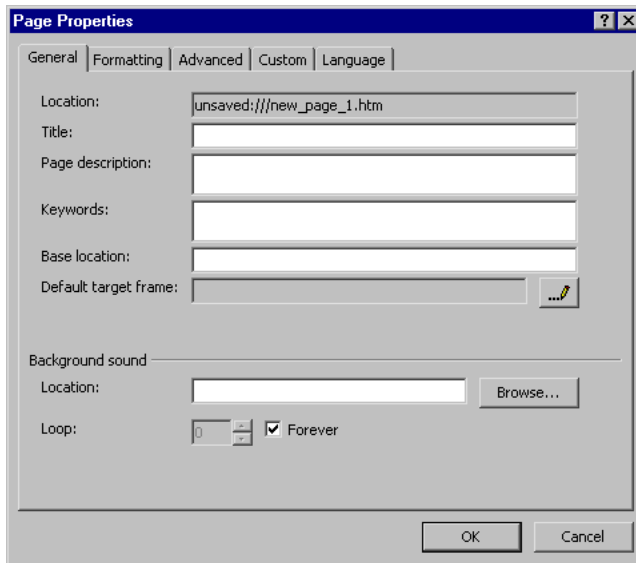 Page Properties
General Formatting Advanced Custom Language
Location: unsaved:///new_page_1.htm
Title:
Page description:
Keywords:
Base location:
Default target frame: ...
Background sound
Location: Browse...
Loop: 0 Forever
OK Cancel